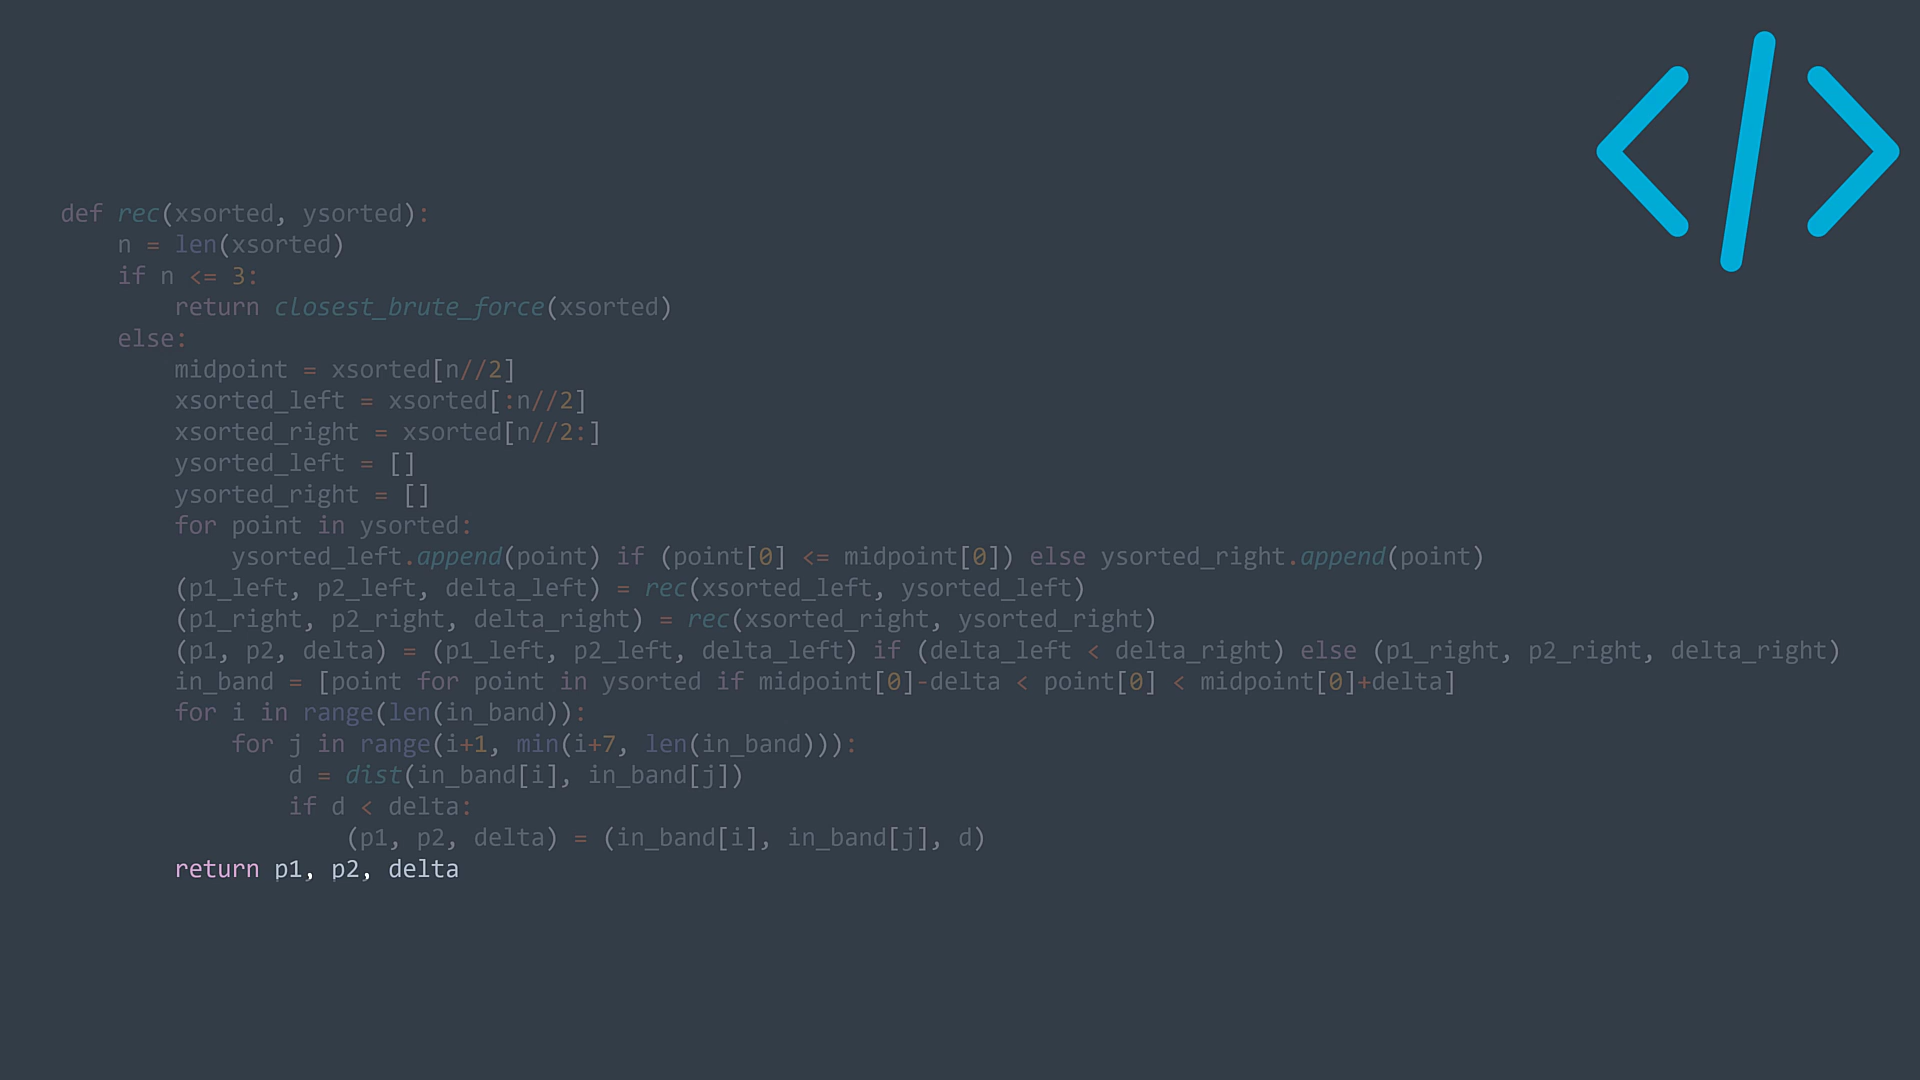 def rec(xsorted, ysorted):
    n = len(xsorted)
    if n <= 3:
        return closest_brute_force(xsorted)
    else:
        midpoint = xsorted[n//2]
        xsorted_left = xsorted[:n//2]
        xsorted_right = xsorted[n//2:]
        ysorted_left = []
        ysorted_right = []
        for point in ysorted:
            ysorted_left.append(point) if (point[0] <= midpoint[0]) else ysorted_right.append(point)
        (p1_left, p2_left, delta_left) = rec(xsorted_left, ysorted_left)
        (p1_right, p2_right, delta_right) = rec(xsorted_right, ysorted_right)
        (p1, p2, delta) = (p1_left, p2_left, delta_left) if (delta_left < delta_right) else (p1_right, p2_right, delta_right)
        in_band = [point for point in ysorted if midpoint[0]-delta < point[0] < midpoint[0]+delta]
        for i in range(len(in_band)):
            for j in range(i+1, min(i+7, len(in_band))):
                d = dist(in_band[i], in_band[j])
                if d < delta:
                    (p1, p2, delta) = (in_band[i], in_band[j], d)
        return p1, p2, delta